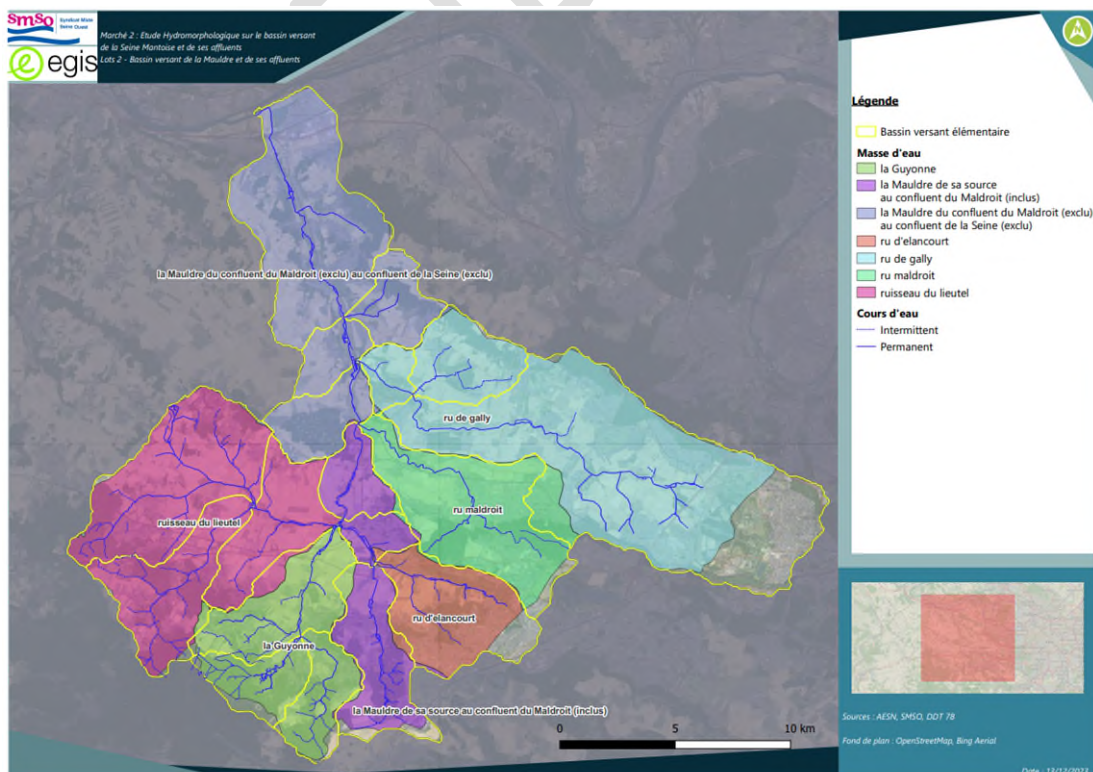 smso
Syndicat Mixte
Seine Ouest
egis
Marché 2 : Etude Hydromorphologique sur le bassin versant
de la Seine Mantoise et de ses affluents
Lots 2 - Bassin versant de la Mauldre et de ses affluents
la Mauldre du confluent du Maldroit (exclu) au confluent de la Seine (exclu)
ru de gally
ru maldroit
ruisseau du lieutel
ru d'elancourt
la Guyonne
la Mauldre de sa source au confluent du Maldroit (inclus)
0 5 10 km
Légende
Bassin versant élémentaire
Masse d'eau
la Guyonne
la Mauldre de sa source
au confluent du Maldroit (inclus)
la Mauldre du confluent du Maldroit (exclu)
au confluent de la Seine (exclu)
ru d'elancourt
ru de gally
ru maldroit
ruisseau du lieutel
Cours d'eau
Intermittent
Permanent
Sources : AESN, SMSO, DDT 78
Fond de plan : OpenStreetMap, Bing Aerial
Date : 13/12/2023